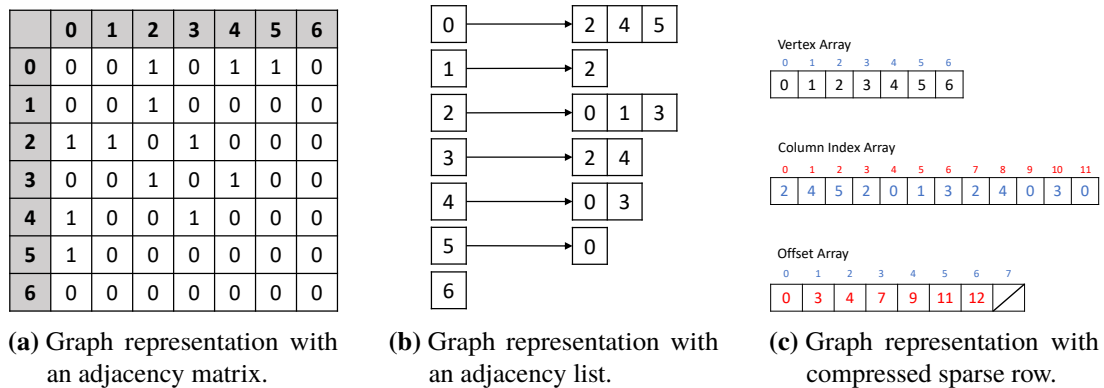 0 1 2 3 4 5 6
0 0 0 1 0 1 1 0
1 0 0 1 0 0 0 0
2 1 1 0 1 0 0 0
3 0 0 1 0 1 0 0
4 1 0 0 1 0 0 0
5 1 0 0 0 0 0 0
6 0 0 0 0 0 0 0
(a) Graph representation with
an adjacency matrix.
0 2 4 5
1 2
2 0 1 3
3 2 4
4 0 3
5 0
6
(b) Graph representation with
an adjacency list.
Vertex Array
0 1 2 3 4 5 6
0 1 2 3 4 5 6
Column Index Array
0 1 2 3 4 5 6 7 8 9 10 11
2 4 5 2 0 1 3 2 4 0 3 0
Offset Array
0 1 2 3 4 5 6 7
0 3 4 7 9 11 12
(c) Graph representation with
compressed sparse row.